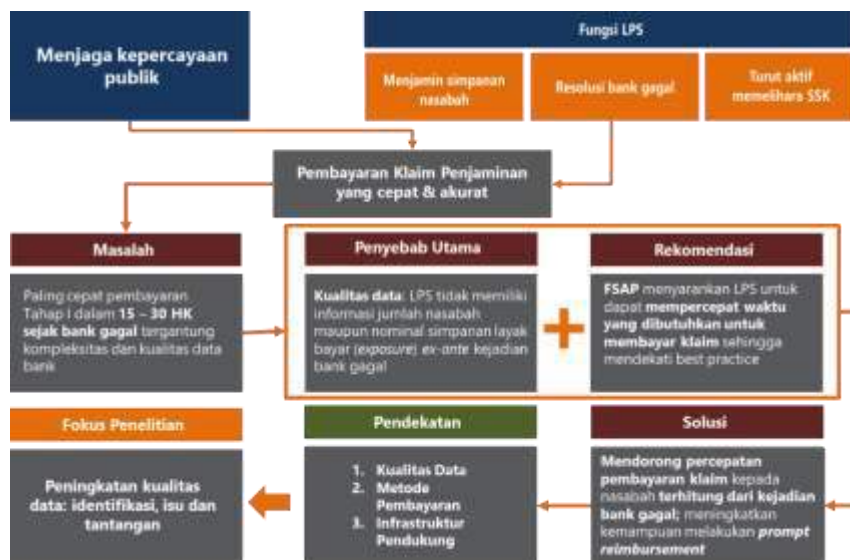 Menjaga kepercayaan
publik
Fungsi LPS
Menjamin simpanan
nasabah
Resolusi bank gagal
Turut aktif
memelihara SSK
Pembayaran Klaim Penjaminan
yang cepat & akurat
Masalah
Paling cepat pembayaran
Tahap I dalam 15 – 30 HK
sejak bank gagal tergantung
kompleksitas dan kualitas data
bank
Penyebab Utama
Kualitas data: LPS tidak memiliki
informasi jumlah nasabah
maupun nominal simpanan layak
bayar (exposure) ex-ante kejadian
bank gagal
Rekomendasi
FSAP menyarankan LPS untuk
dapat mempercepat waktu
yang dibutuhkan untuk
membayar klaim sehingga
mendekati best practice
Fokus Penelitian
Peningkatan kualitas
data: identifikasi, isu dan
tantangan
Pendekatan
1. Kualitas Data
2. Metode
Pembayaran
3. Infrastruktur
Pendukung
Solusi
Mendorong percepatan
pembayaran klaim kepada
nasabah terhitung dari kejadian
bank gagal; meningkatkan
kemampuan melakukan prompt
reimbursement